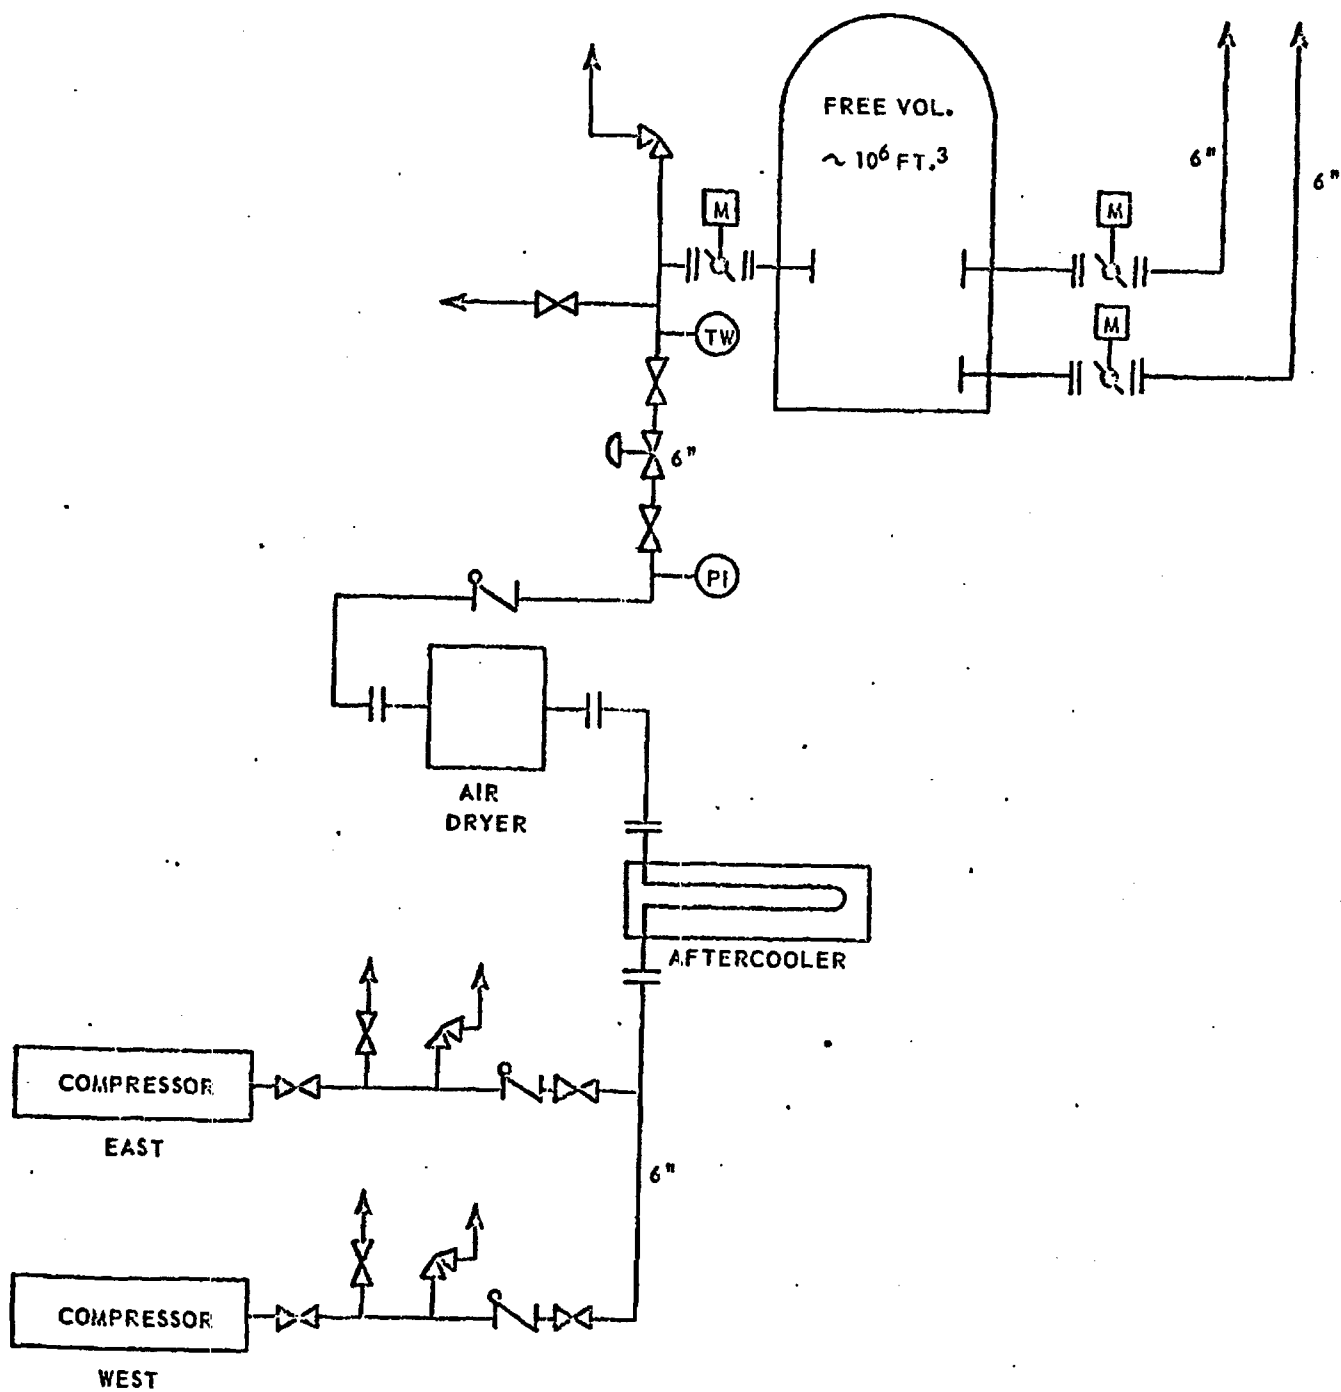 FREE VOL.
~ 10⁶ FT.³
6"
6"
M
M
M
TW
6"
PI
AIR
DRYER
AFTERCOOLER
COMPRESSOR
EAST
6"
COMPRESSOR
WEST